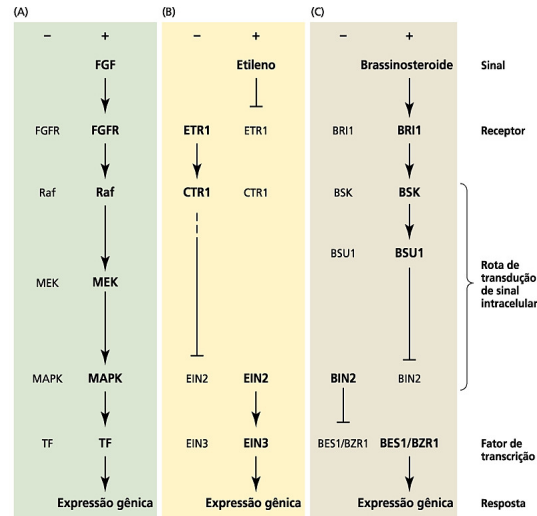 (A) (B) (C)
− + − + − +
FGF Etileno Brassinosteroide Sinal
FGFR FGFR ETR1 ETR1 BRI1 BRI1 Receptor
Raf Raf CTR1 CTR1 BSK BSK
BSU1 BSU1
Rota de
transdução
de sinal
intracelular
MEK MEK
MAPK MAPK EIN2 EIN2 BIN2 BIN2
TF TF EIN3 EIN3 BES1/BZR1 BES1/BZR1 Fator de
transcrição
Expressão gênica Expressão gênica Expressão gênica Resposta